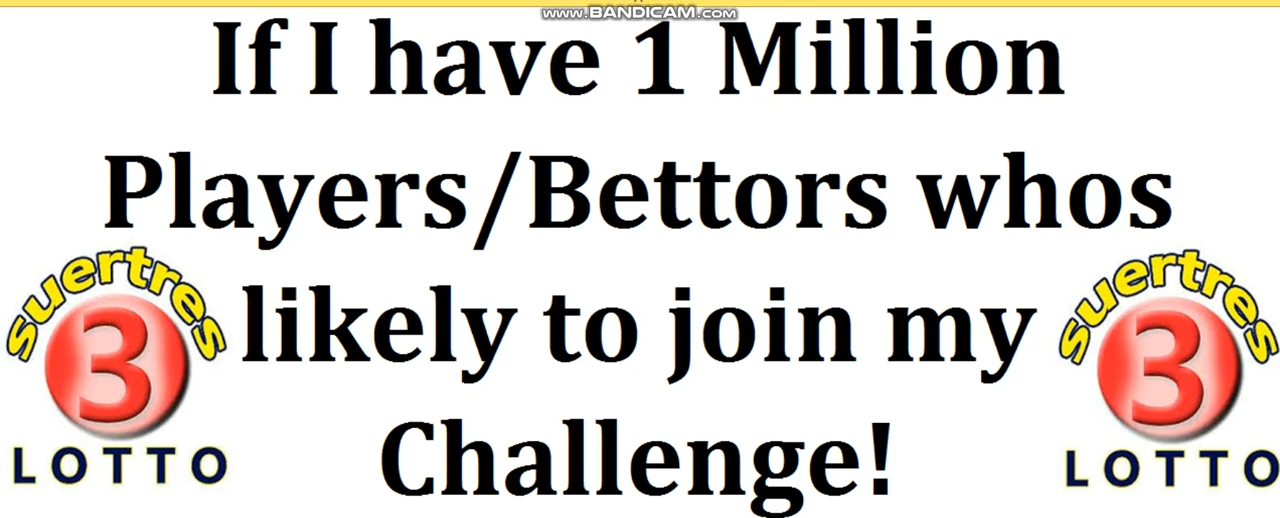 www.BANDICAM.com
If I have 1 Million
Players/Bettors whos
likely to join my
Challenge!
suertres
3
LOTTO
suertres
3
LOTTO